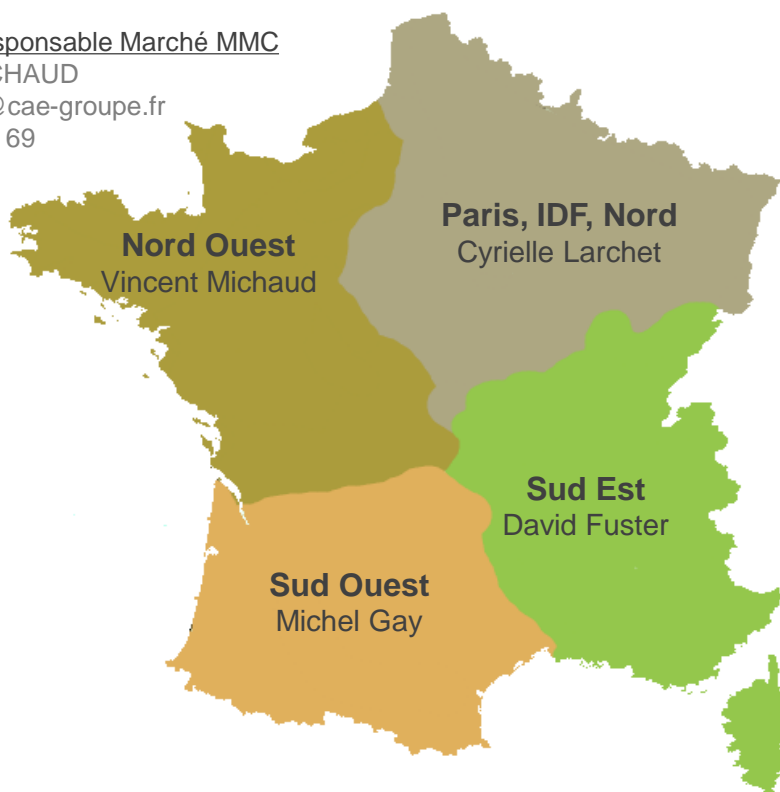 sponsable Marché MMC
CHAUD
@cae-groupe.fr
69
Paris, IDF, Nord
Cyrielle Larchet
Nord Ouest
Vincent Michaud
Sud Est
David Fuster
Sud Ouest
Michel Gay